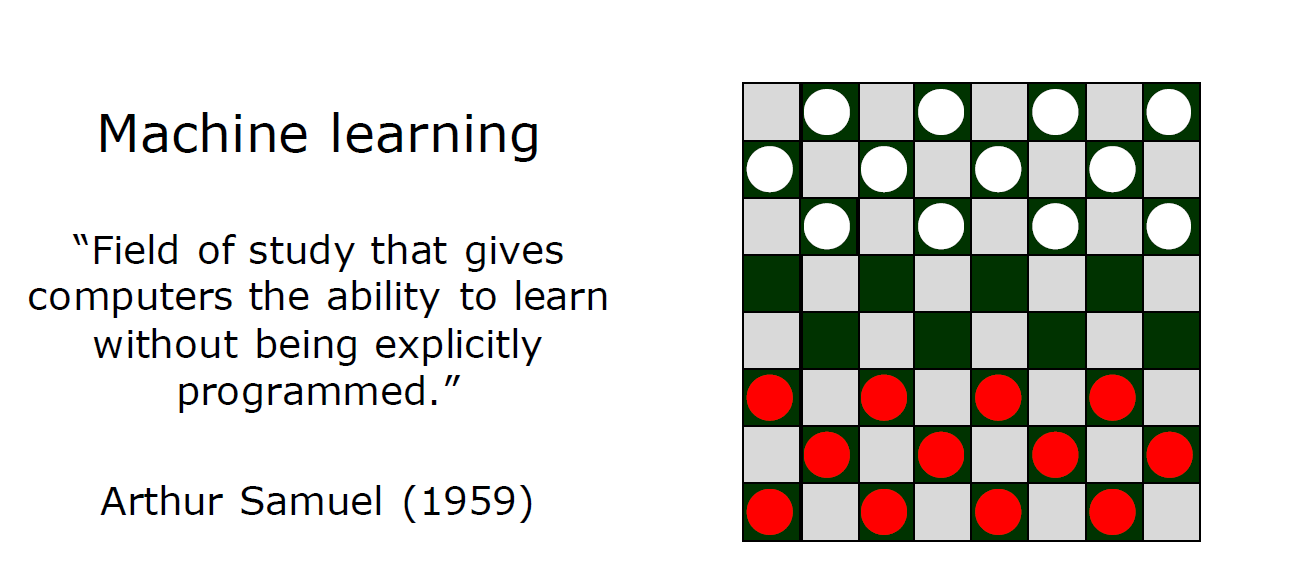 Machine learning
“Field of study that gives
computers the ability to learn
without being explicitly
programmed.”
Arthur Samuel (1959)